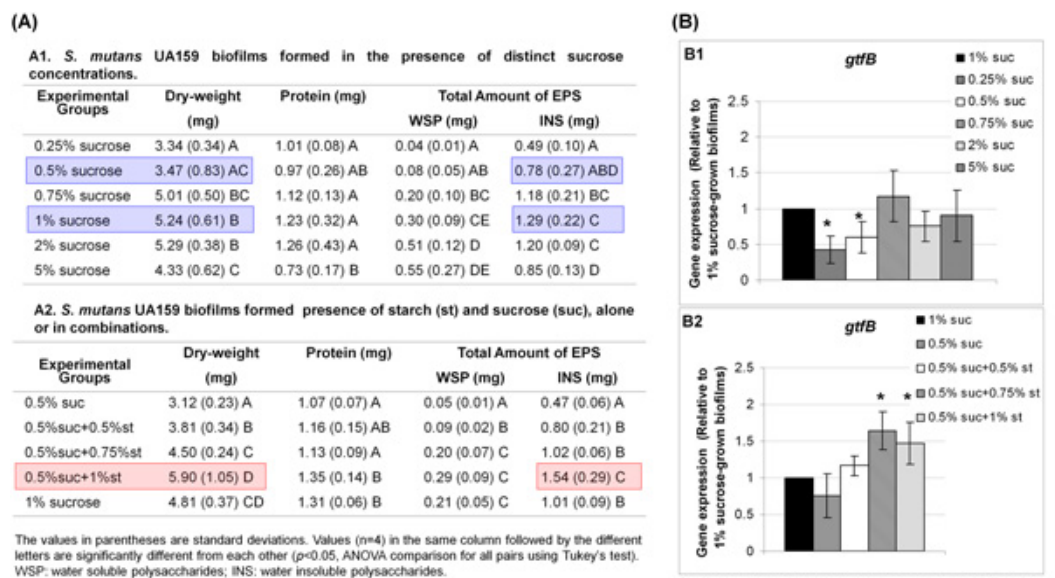 (A)
A1. S. mutans UA159 biofilms formed in the presence of distinct sucrose
concentrations.
Experimental Groups Dry-weight (mg) Protein (mg) Total Amount of EPS
WSP (mg) INS (mg)
0.25% sucrose 3.34 (0.34) A 1.01 (0.08) A 0.04 (0.01) A 0.49 (0.10) A
0.5% sucrose 3.47 (0.83) AC 0.97 (0.26) AB 0.08 (0.05) AB 0.78 (0.27) ABD
0.75% sucrose 5.01 (0.50) BC 1.12 (0.13) A 0.20 (0.10) BC 1.18 (0.21) BC
1% sucrose 5.24 (0.61) B 1.23 (0.32) A 0.30 (0.09) CE 1.29 (0.22) C
2% sucrose 5.29 (0.38) B 1.26 (0.43) A 0.51 (0.12) D 1.20 (0.09) C
5% sucrose 4.33 (0.62) C 0.73 (0.17) B 0.55 (0.27) DE 0.85 (0.13) D
A2. S. mutans UA159 biofilms formed presence of starch (st) and sucrose (suc), alone
or in combinations.
Experimental Groups Dry-weight (mg) Protein (mg) Total Amount of EPS
WSP (mg) INS (mg)
0.5% suc 3.12 (0.23) A 1.07 (0.07) A 0.05 (0.01) A 0.47 (0.06) A
0.5%suc+0.5%st 3.81 (0.34) B 1.16 (0.15) AB 0.09 (0.02) B 0.80 (0.21) B
0.5%suc+0.75%st 4.50 (0.24) C 1.13 (0.09) A 0.20 (0.07) C 1.02 (0.06) B
0.5%suc+1%st 5.90 (1.05) D 1.35 (0.14) B 0.29 (0.09) C 1.54 (0.29) C
1% sucrose 4.81 (0.37) CD 1.31 (0.06) B 0.21 (0.05) C 1.01 (0.09) B
The values in parentheses are standard deviations. Values (n=4) in the same column followed by the different
letters are significantly different from each other (p<0.05, ANOVA comparison for all pairs using Tukey's test).
WSP: water soluble polysaccharides; INS: water insoluble polysaccharides.
(B)
B1
gtfB
1% suc
0.25% suc
0.5% suc
0.75% suc
2% suc
5% suc
Gene expression (Relative to
1% sucrose-grown biofilms)
2.5
2
1.5
1
0.5
0
*
*
B2
gtfB
1% suc
0.5% suc
0.5% suc+0.5% st
0.5% suc+0.75% st
0.5% suc+1% st
Gene expression (Relative to
1% sucrose-grown biofilms)
2.5
2
1.5
1
0.5
0
*
*